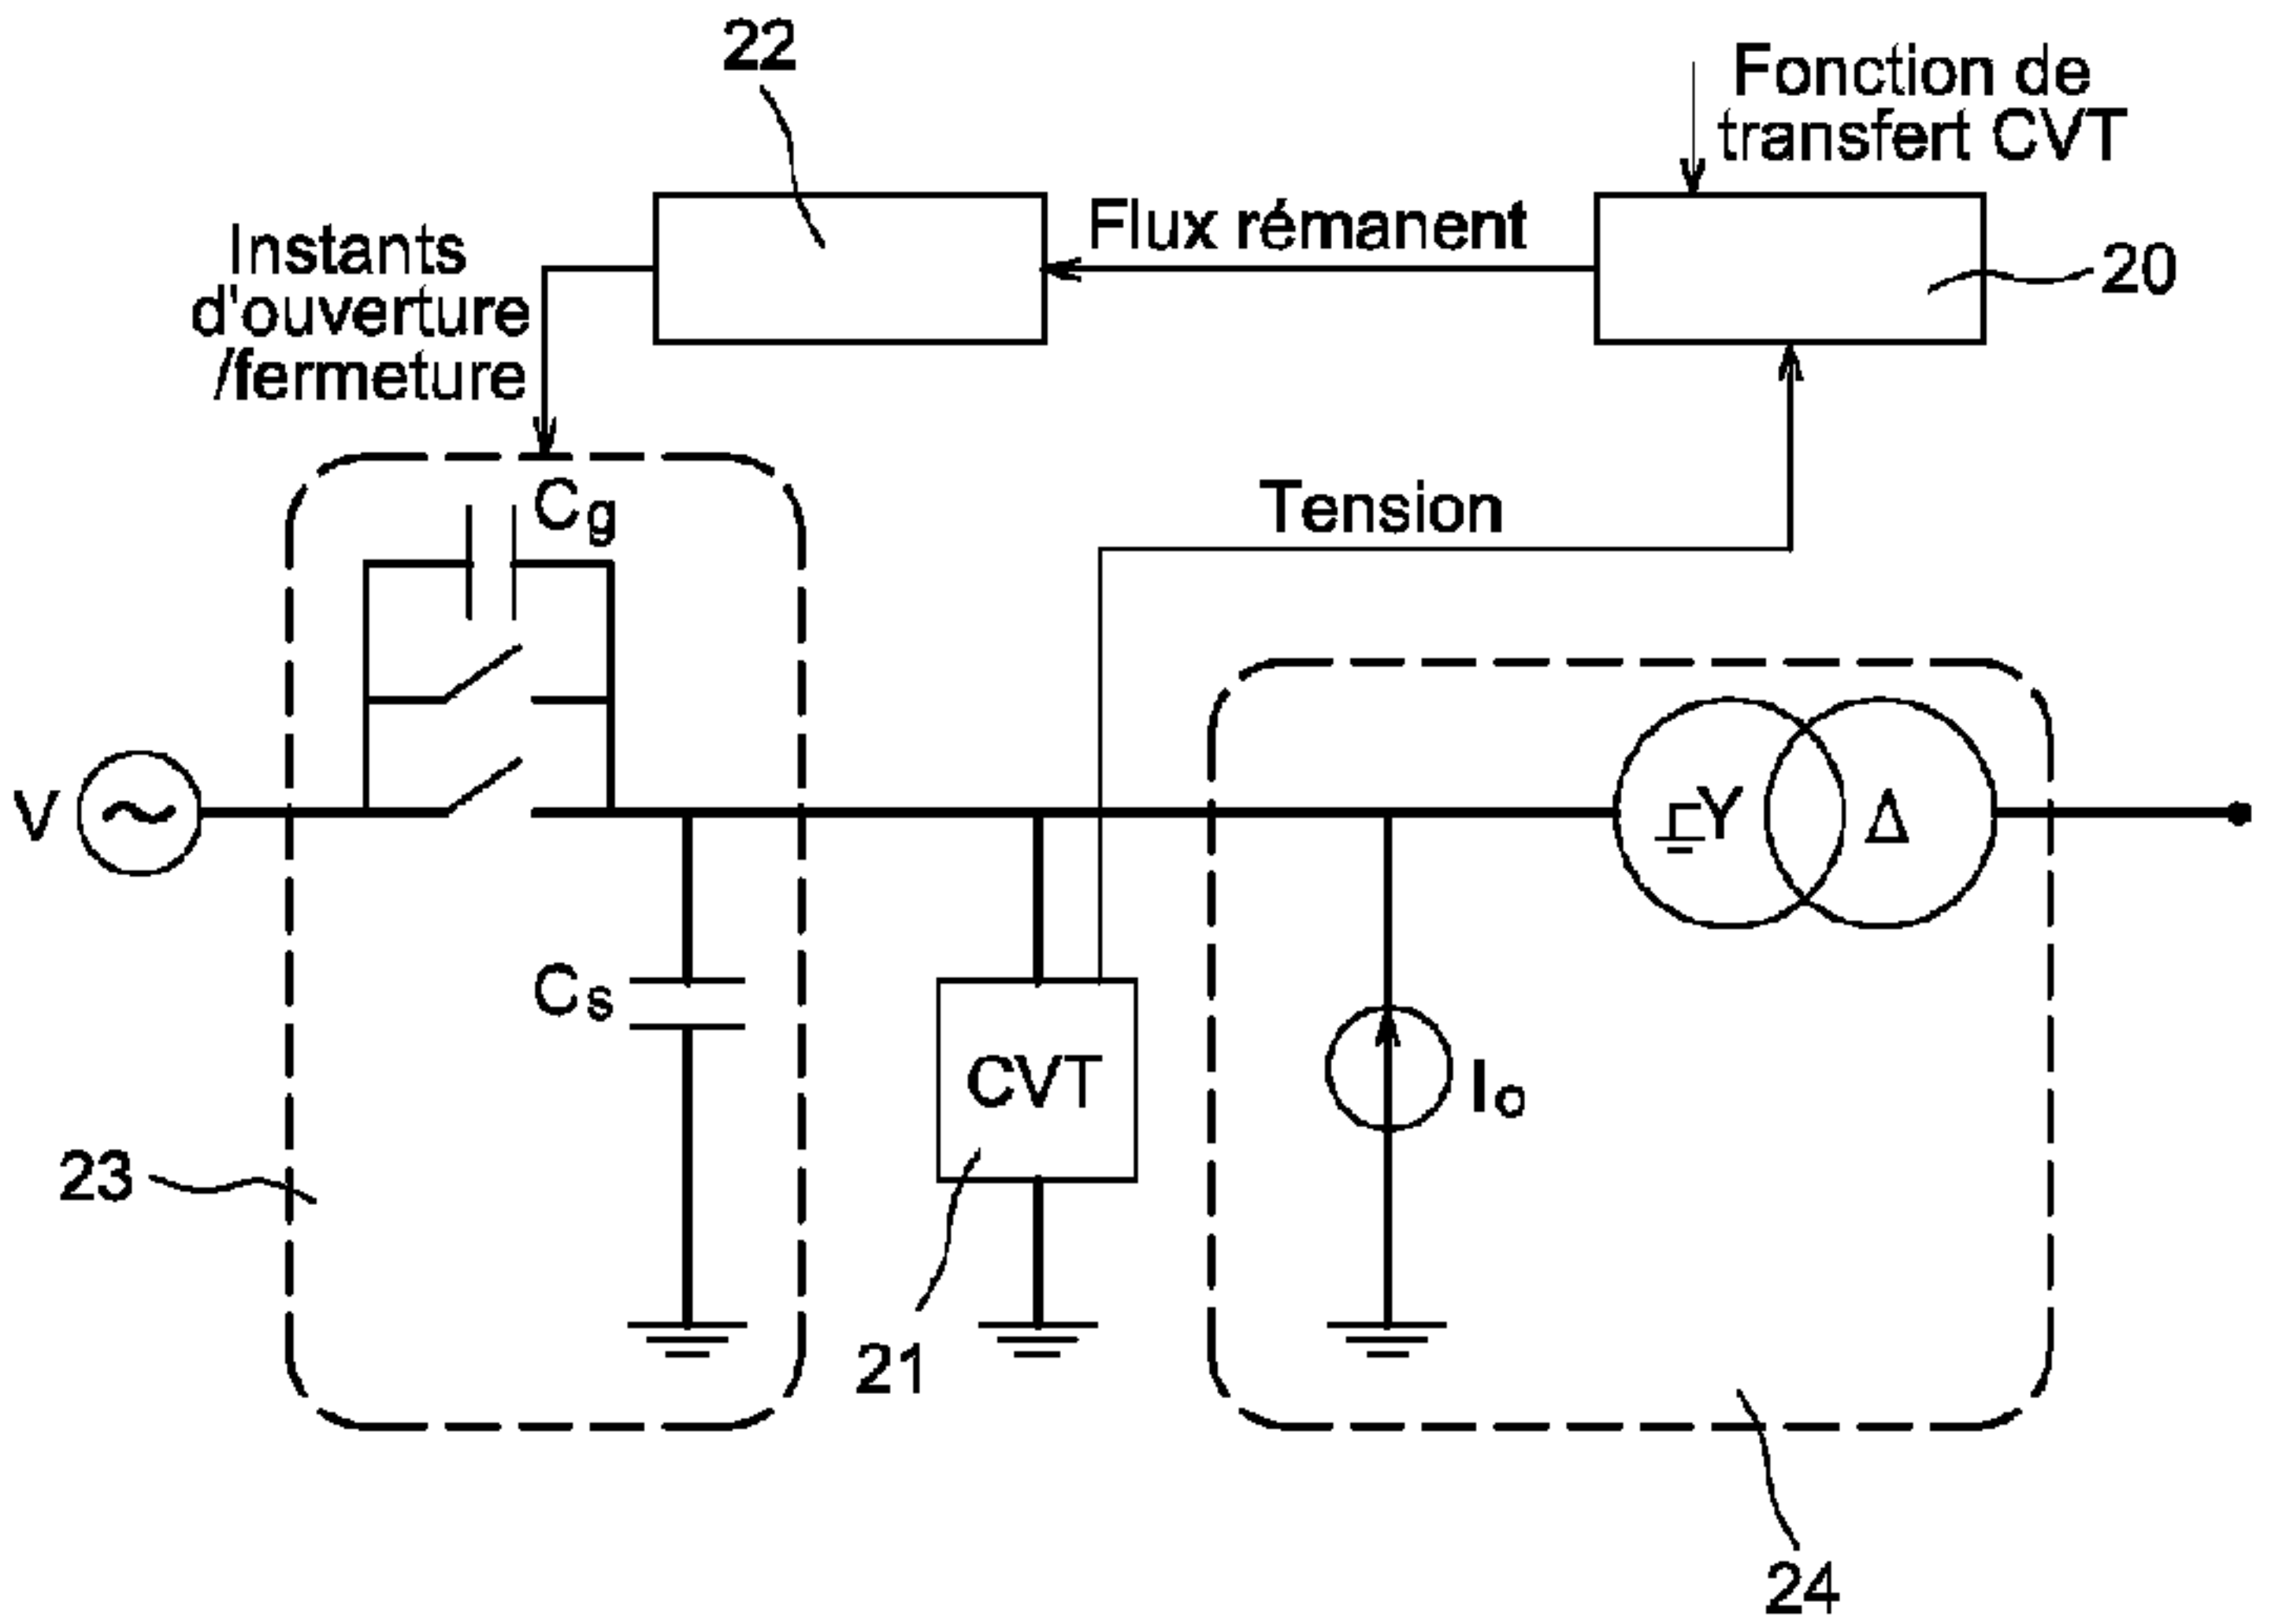 22
Fonction de
transfert CVT
Flux rémanent
20
Instants
d'ouverture
/fermeture
Cg
Tension
V
Y
Δ
Cs
CVT
Io
23
21
24